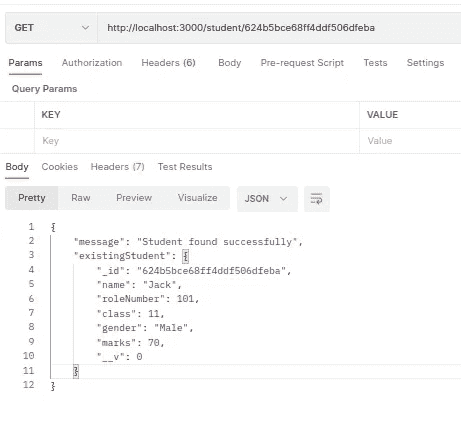 GET http://localhost:3000/student/624b5bce68ff4ddf506dfeba
Params Authorization Headers (6) Body Pre-request Script Tests Settings
Query Params
KEY VALUE
Key Value
Body Cookies Headers (7) Test Results
Pretty Raw Preview Visualize JSON
1 {
2 "message": "Student found successfully",
3 "existingStudent": {
4 "_id": "624b5bce68ff4ddf506dfeba",
5 "name": "Jack",
6 "roleNumber": 101,
7 "class": 11,
8 "gender": "Male",
9 "marks": 70,
10 "__v": 0
11 }
12 }